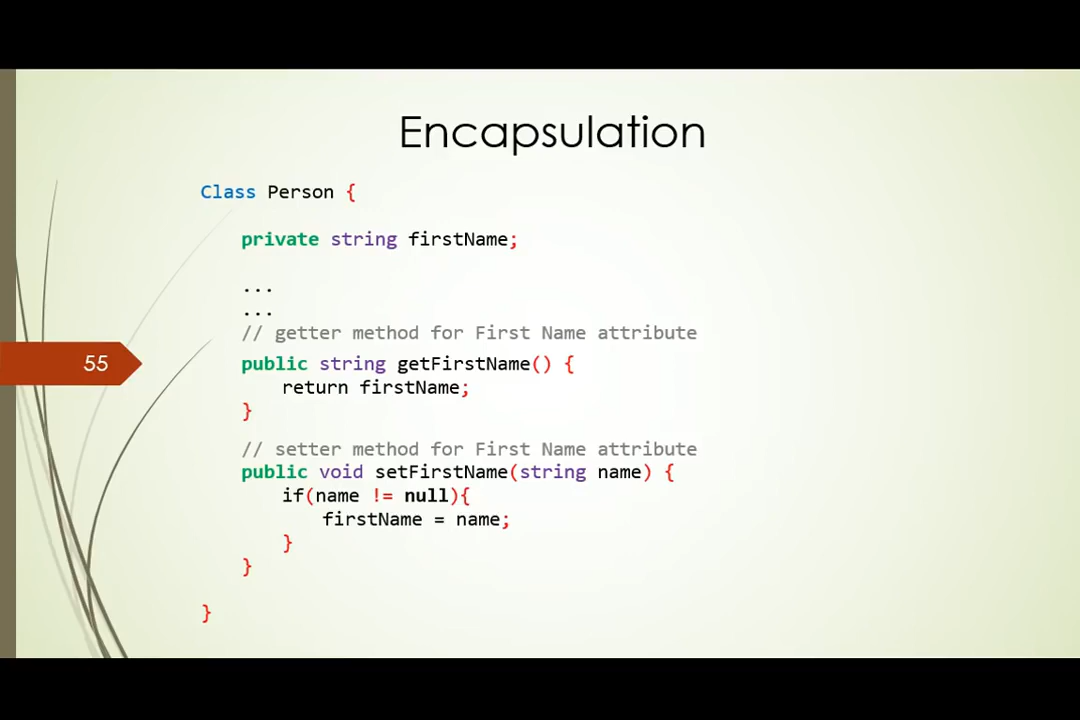 Encapsulation
Class Person {
private string firstName;
...
...
// getter method for First Name attribute
55
public string getFirstName() {
return firstName;
}
// setter method for First Name attribute
public void setFirstName(string name) {
if(name != null){
firstName = name;
}
}
}